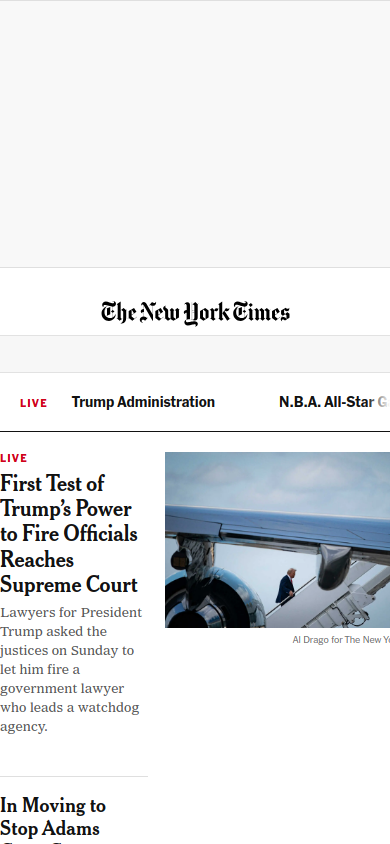 The New York Times
LIVE Trump Administration N.B.A. All-Star G
LIVE
First Test of
Trump's Power
to Fire Officials
Reaches
Supreme Court
Al Drago for The New Yo
Lawyers for President
Trump asked the
justices on Sunday to
let him fire a
government lawyer
who leads a watchdog
agency.
In Moving to
Stop Adams